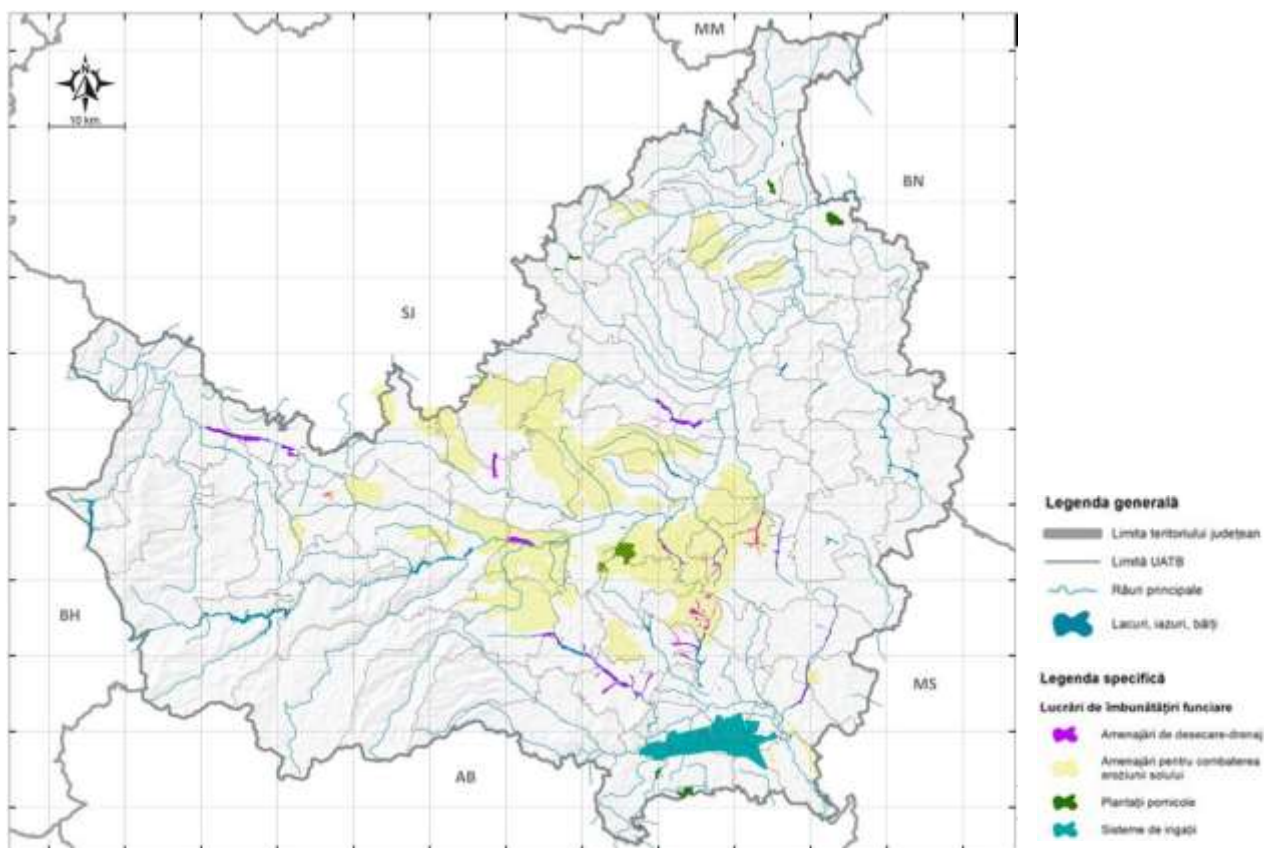 MM
N
10 km.
BN
SJ
BH
MS
AB
Legenda generală
Limita teritoriului județean
Limită UATB
Râuri principale
Lacuri, iazuri, bălți
Legenda specifică
Lucrări de îmbunătățiri funciare
Amenajări de desecare-drenaj
Amenajări pentru combaterea
eroziunii solului
Plantații pomicole
Sisteme de irigații